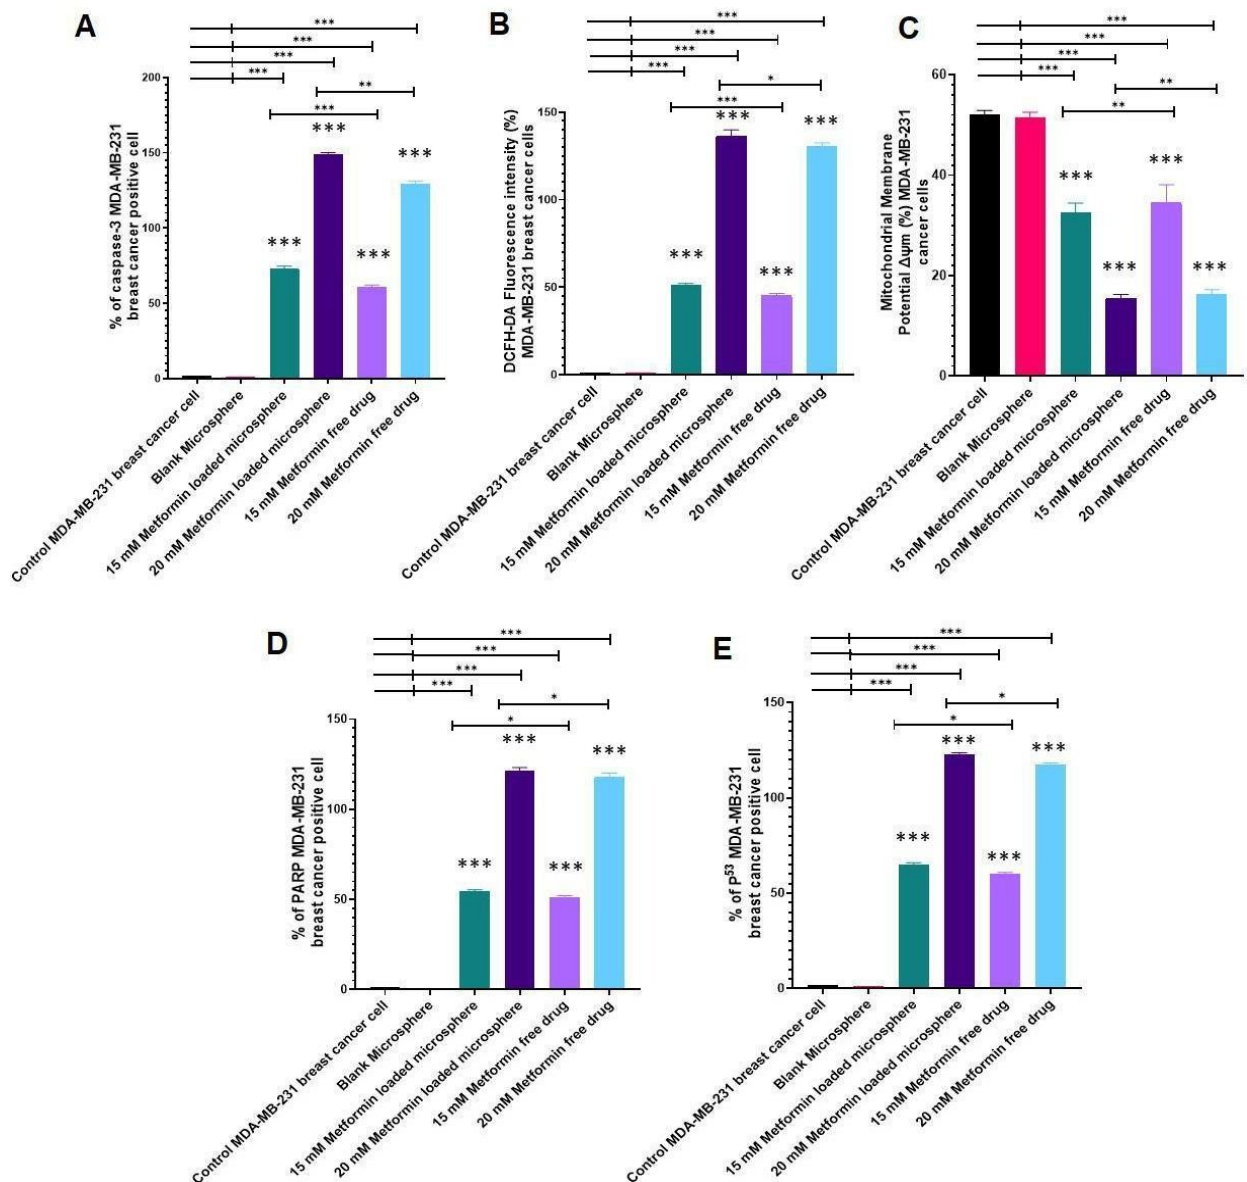 A
***
***
***
***
**
***
200
150
100
50
0
% of caspase-3 MDA-MB-231
breast cancer positive cell
***
***
***
***
Control MDA-MB-231 breast cancer cell
Blank Microsphere
15 mM Metformin loaded microsphere
20 mM Metformin loaded microsphere
15 mM Metformin free drug
20 mM Metformin free drug
B
***
***
***
***
*
***
150
100
50
0
DCFH-DA Fluorescence intensity (%)
MDA-MB-231 breast cancer cells
***
***
***
***
Control MDA-MB-231 breast cancer cell
Blank Microsphere
15 mM Metformin loaded microsphere
20 mM Metformin loaded microsphere
15 mM Metformin free drug
20 mM Metformin free drug
C
***
***
***
***
**
**
60
40
20
0
Mitochondrial Membrane
Potential Δψm (%) MDA-MB-231
cancer cells
***
***
***
***
Control MDA-MB-231 breast cancer cell
Blank Microsphere
15 mM Metformin loaded microsphere
20 mM Metformin loaded microsphere
15 mM Metformin free drug
20 mM Metformin free drug
D
***
***
***
***
*
*
150
100
50
0
% of PARP MDA-MB-231
breast cancer positive cell
***
***
***
***
Control MDA-MB-231 breast cancer cell
Blank Microsphere
15 mM Metformin loaded microsphere
20 mM Metformin loaded microsphere
15 mM Metformin free drug
20 mM Metformin free drug
E
***
***
***
***
*
*
150
100
50
0
% of P53 MDA-MB-231
breast cancer positive cell
***
***
***
***
Control MDA-MB-231 breast cancer cell
Blank Microsphere
15 mM Metformin loaded microsphere
20 mM Metformin loaded microsphere
15 mM Metformin free drug
20 mM Metformin free drug